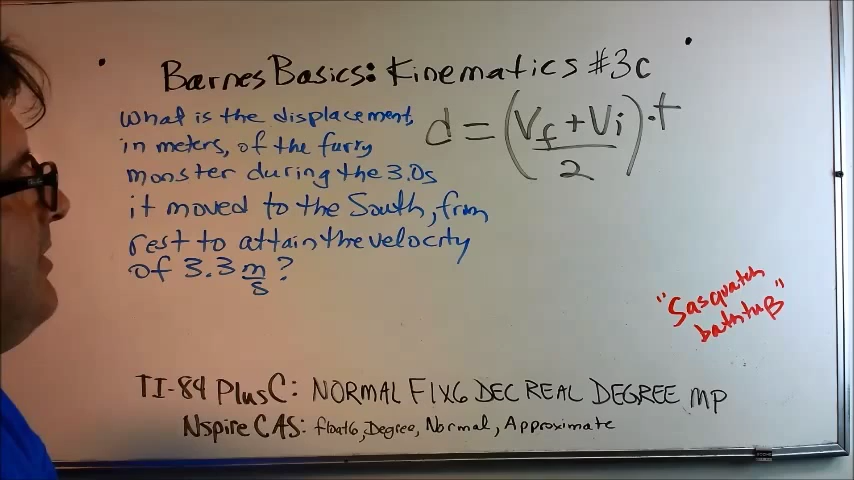 Barnes Basics: Kinematics #3c
What is the displacement,
in meters, of the furry
monster during the 3.0s
it moved to the South, from
rest to attain the velocity
of 3.3 m/s?
d = (Vf + Vi / 2) · t
"Sasquatch
bathtub"
TI-84 Plus C: NORMAL FIX6 DEC REAL DEGREE MP
Nspire CAS: float6, Degree, Normal, Approximate